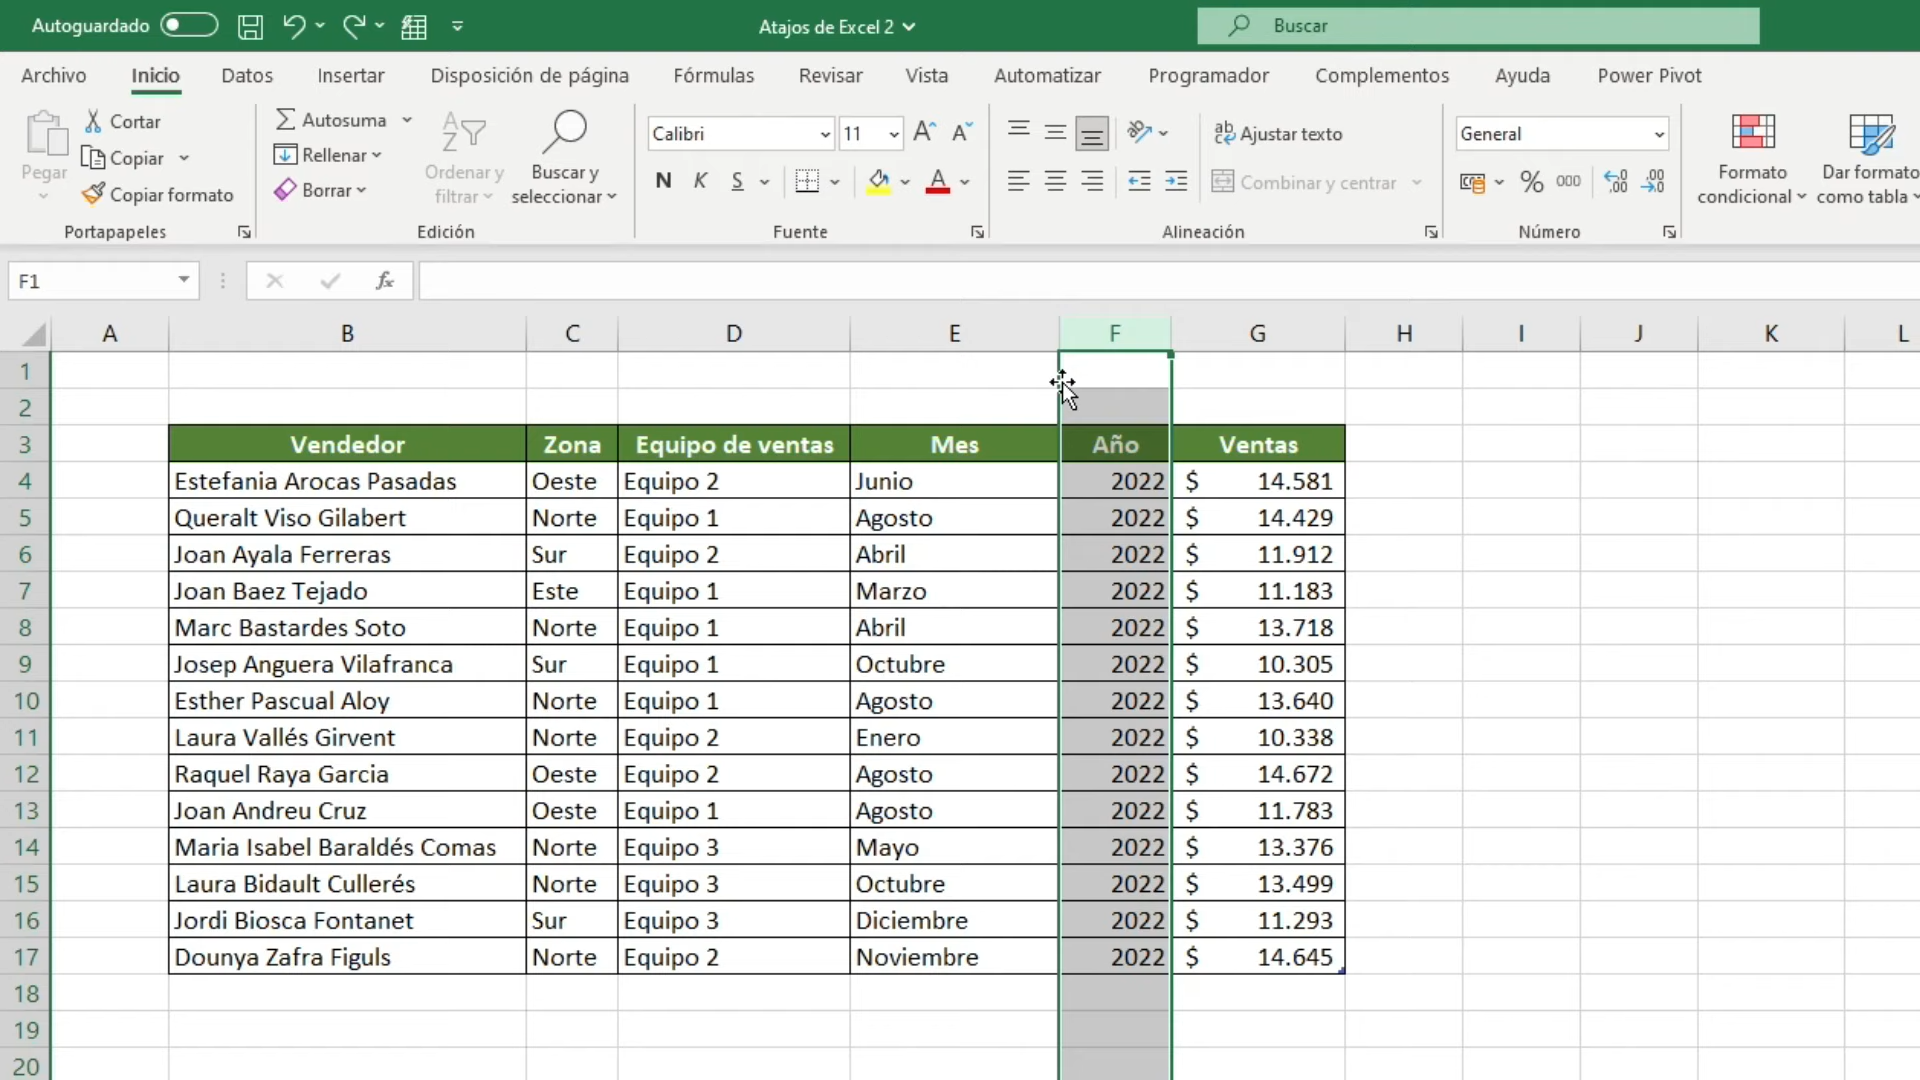 Autoguardado Atajos de Excel 2 Buscar
Archivo Inicio Datos Insertar Disposición de página Fórmulas Revisar Vista Automatizar Programador Complementos Ayuda Power Pivot
Pegar
Cortar
Copiar
Copiar formato
Portapapeles
Autosuma
Rellenar
Borrar
Ordenar y
filtrar
Buscar y
seleccionar
Edición
Calibri 11 A A
N K S A
Fuente
ab Ajustar texto
Combinar y centrar
Alineación
General
% 000 ,00 ,00
Número
Formato
condicional
Dar formato
como tabla
F1 fx
A B C D E F G H I J K L
1
2
3 Vendedor Zona Equipo de ventas Mes Año Ventas
4 Estefania Arocas Pasadas Oeste Equipo 2 Junio 2022 $ 14.581
5 Queralt Viso Gilabert Norte Equipo 1 Agosto 2022 $ 14.429
6 Joan Ayala Ferreras Sur Equipo 2 Abril 2022 $ 11.912
7 Joan Baez Tejado Este Equipo 1 Marzo 2022 $ 11.183
8 Marc Bastardes Soto Norte Equipo 1 Abril 2022 $ 13.718
9 Josep Anguera Vilafranca Sur Equipo 1 Octubre 2022 $ 10.305
10 Esther Pascual Aloy Norte Equipo 1 Agosto 2022 $ 13.640
11 Laura Vallés Girvent Norte Equipo 2 Enero 2022 $ 10.338
12 Raquel Raya Garcia Oeste Equipo 2 Agosto 2022 $ 14.672
13 Joan Andreu Cruz Oeste Equipo 1 Agosto 2022 $ 11.783
14 Maria Isabel Baraldés Comas Norte Equipo 3 Mayo 2022 $ 13.376
15 Laura Bidault Cullerés Norte Equipo 3 Octubre 2022 $ 13.499
16 Jordi Biosca Fontanet Sur Equipo 3 Diciembre 2022 $ 11.293
17 Dounya Zafra Figuls Norte Equipo 2 Noviembre 2022 $ 14.645
18
19
20